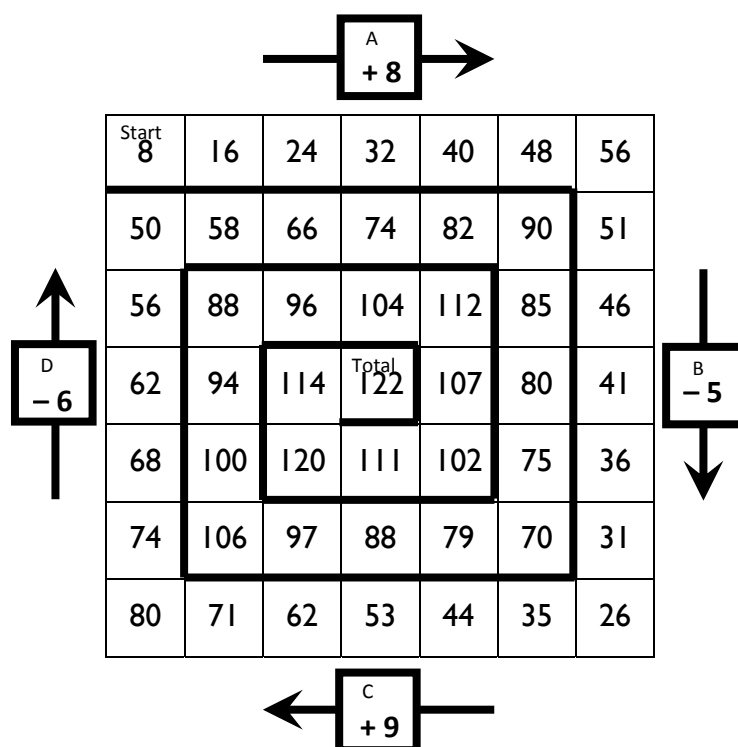 A
+ 8
Start
8 16 24 32 40 48 56
50 58 66 74 82 90 51
56 88 96 104 112 85 46
D
– 6
62 94 114 Total 122 107 80 41
B
– 5
68 100 120 111 102 75 36
74 106 97 88 79 70 31
80 71 62 53 44 35 26
C
+ 9